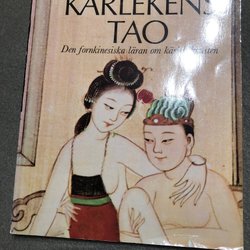 KÄRLEKENS
TAO
Den fornkinesiska läran om